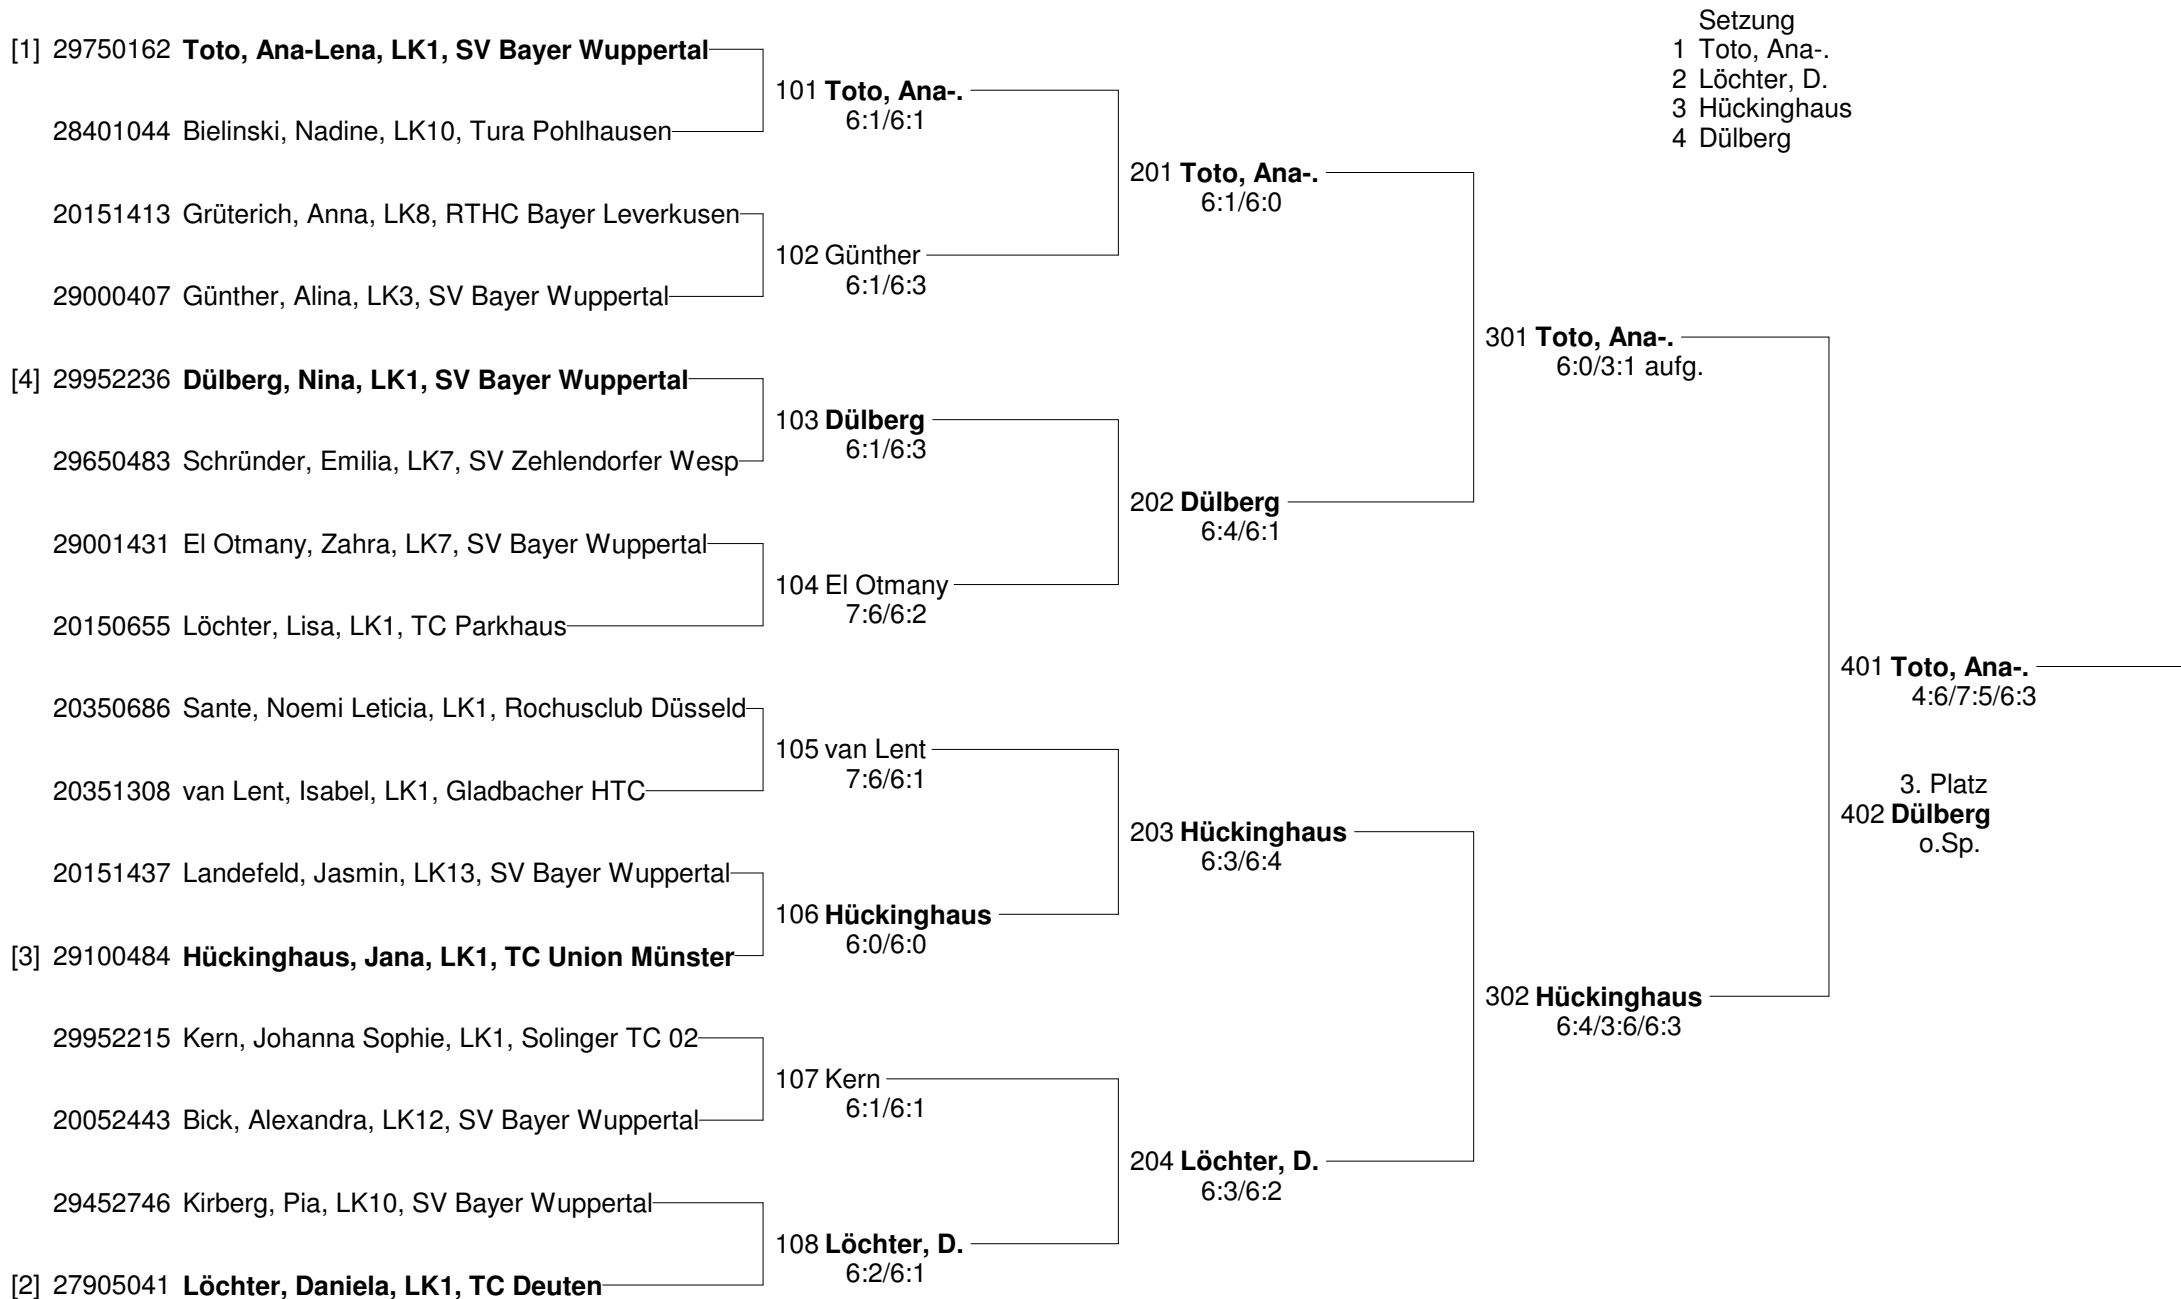 Setzung
1 Toto, Ana-.
2 Löchter, D.
3 Hückinghaus
4 Dülberg
[1] 29750162 Toto, Ana-Lena, LK1, SV Bayer Wuppertal
101 Toto, Ana-.
6:1/6:1
28401044 Bielinski, Nadine, LK10, Tura Pohlhausen
201 Toto, Ana-.
6:1/6:0
20151413 Grüterich, Anna, LK8, RTHC Bayer Leverkusen
102 Günther
6:1/6:3
29000407 Günther, Alina, LK3, SV Bayer Wuppertal
301 Toto, Ana-.
6:0/3:1 aufg.
[4] 29952236 Dülberg, Nina, LK1, SV Bayer Wuppertal
103 Dülberg
6:1/6:3
29650483 Schründer, Emilia, LK7, SV Zehlendorfer Wesp
202 Dülberg
6:4/6:1
29001431 El Otmany, Zahra, LK7, SV Bayer Wuppertal
104 El Otmany
7:6/6:2
20150655 Löchter, Lisa, LK1, TC Parkhaus
401 Toto, Ana-.
4:6/7:5/6:3
20350686 Sante, Noemi Leticia, LK1, Rochusclub Düsseld
105 van Lent
7:6/6:1
20351308 van Lent, Isabel, LK1, Gladbacher HTC
3. Platz
402 Dülberg
o.Sp.
203 Hückinghaus
6:3/6:4
20151437 Landefeld, Jasmin, LK13, SV Bayer Wuppertal
106 Hückinghaus
6:0/6:0
[3] 29100484 Hückinghaus, Jana, LK1, TC Union Münster
302 Hückinghaus
6:4/3:6/6:3
29952215 Kern, Johanna Sophie, LK1, Solinger TC 02
107 Kern
6:1/6:1
20052443 Bick, Alexandra, LK12, SV Bayer Wuppertal
204 Löchter, D.
6:3/6:2
29452746 Kirberg, Pia, LK10, SV Bayer Wuppertal
108 Löchter, D.
6:2/6:1
[2] 27905041 Löchter, Daniela, LK1, TC Deuten